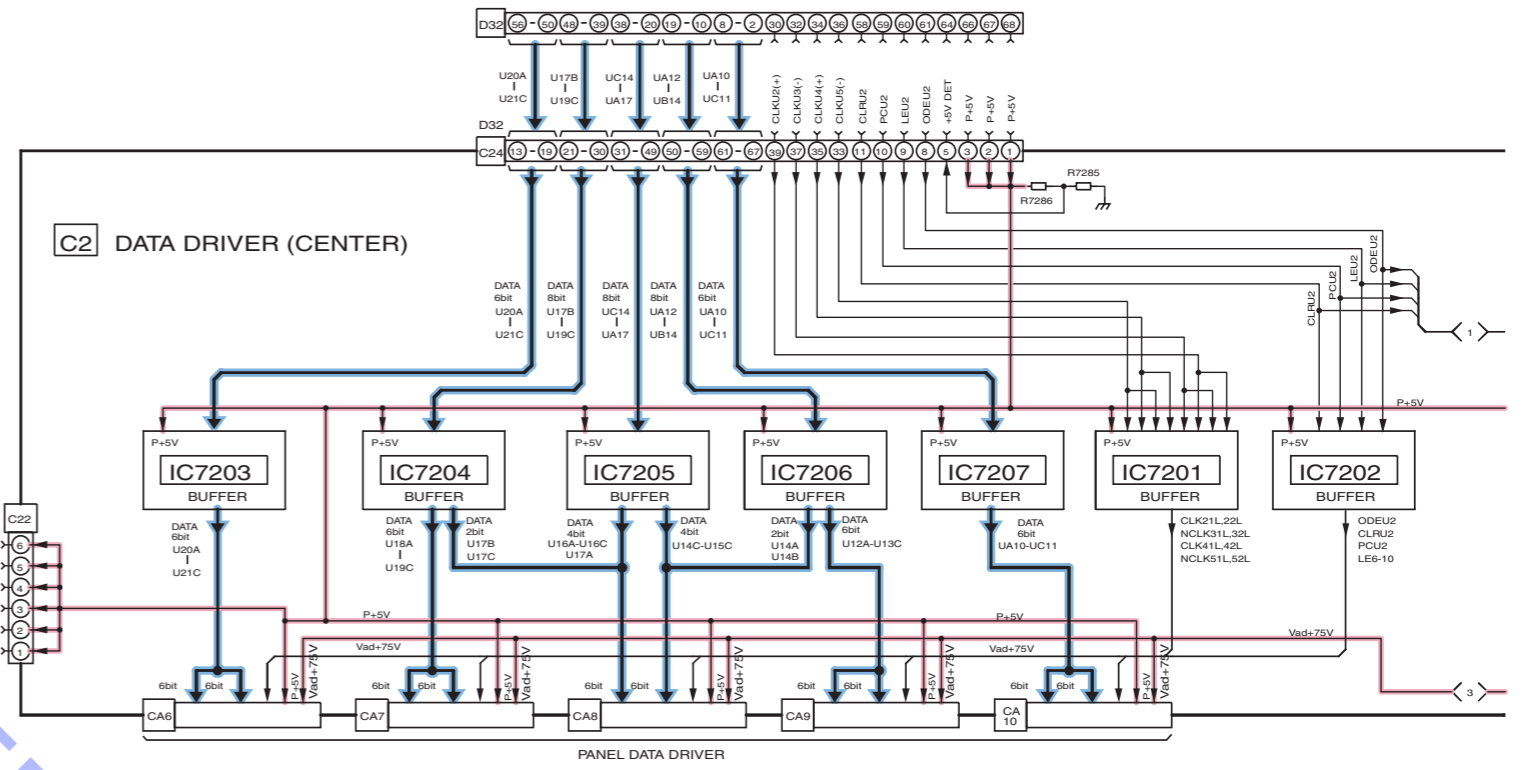 D32 56 - 50 48 - 39 38 - 20 19 - 10 8 - 2 30 32 34 36 58 59 60 61 64 66 67 68
U20A
U21C
U17B
U19C
UC14
UA17
UA12
UB14
UA10
UC11
CLKU2(+)
CLKU3(-)
CLKU4(+)
CLKU5(-)
CLRU2
PCU2
LEU2
ODEU2
+5V DET
P+5V
P+5V
P+5V
D32
C24 13 - 19 21 - 30 31 - 49 50 - 59 61 - 67 39 37 35 33 11 10 9 8 5 3 2 1
R7285
R7286
C2 DATA DRIVER (CENTER)
DATA
6bit
U20A
U21C
DATA
8bit
U17B
U19C
DATA
8bit
UC14
UA17
DATA
8bit
UA12
UB14
DATA
6bit
UA10
UC11
CLRU2
PCU2
LEU2
ODEU2
1
P+5V
P+5V
IC7203
BUFFER
P+5V
IC7204
BUFFER
P+5V
IC7205
BUFFER
P+5V
IC7206
BUFFER
P+5V
IC7207
BUFFER
P+5V
IC7201
BUFFER
P+5V
IC7202
BUFFER
C22
6
5
4
3
2
1
DATA
6bit
U20A
U21C
DATA
6bit
U18A
U19C
DATA
2bit
U17B
U17C
DATA
4bit
U16A-U16C
U17A
DATA
4bit
U14C-U15C
DATA
2bit
U14A
U14B
DATA
6bit
U12A-U13C
DATA
6bit
UA10-UC11
CLK21L,22L
NCLK31L,32L
CLK41L,42L
NCLK51L,52L
ODEU2
CLRU2
PCU2
LE6-10
P+5V
P+5V
Vad+75V
Vad+75V
Vad+75V
6bit
6bit
P+5V
Vad+75V
6bit
6bit
P+5V
Vad+75V
6bit
6bit
P+5V
Vad+75V
6bit
6bit
P+5V
Vad+75V
6bit
6bit
P+5V
Vad+75V
3
CA6
CA7
CA8
CA9
CA
10
PANEL DATA DRIVER